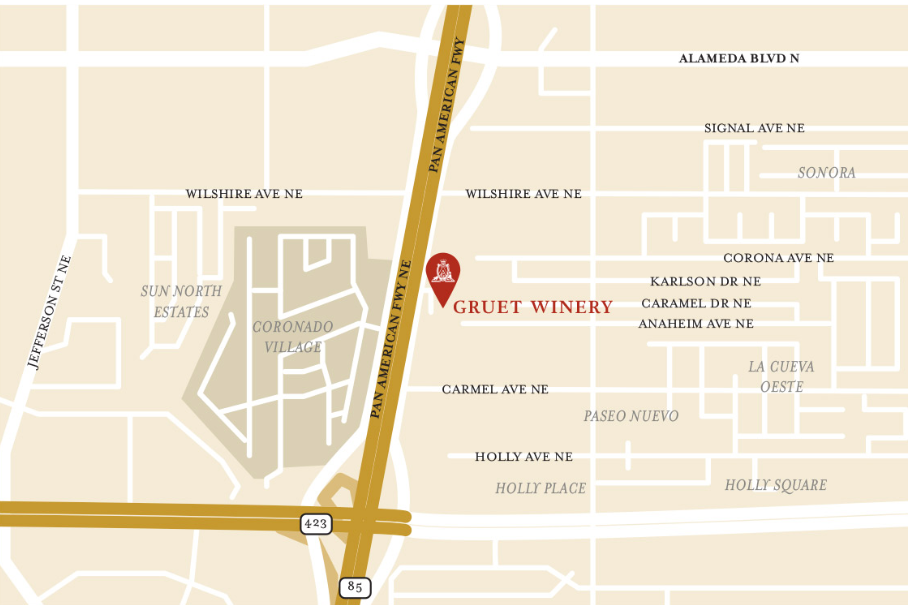 ALAMEDA BLVD N
PAN AMERICAN FWY
SIGNAL AVE NE
SONORA
WILSHIRE AVE NE
WILSHIRE AVE NE
CORONA AVE NE
JEFFERSON ST NE
KARLSON DR NE
SUN NORTH
ESTATES
GRUET WINERY
CARAMEL DR NE
ANAHEIM AVE NE
CORONADO
VILLAGE
PAN AMERICAN FWY NE
LA CUEVA
OESTE
CARMEL AVE NE
PASEO NUEVO
HOLLY AVE NE
HOLLY PLACE
HOLLY SQUARE
423
85